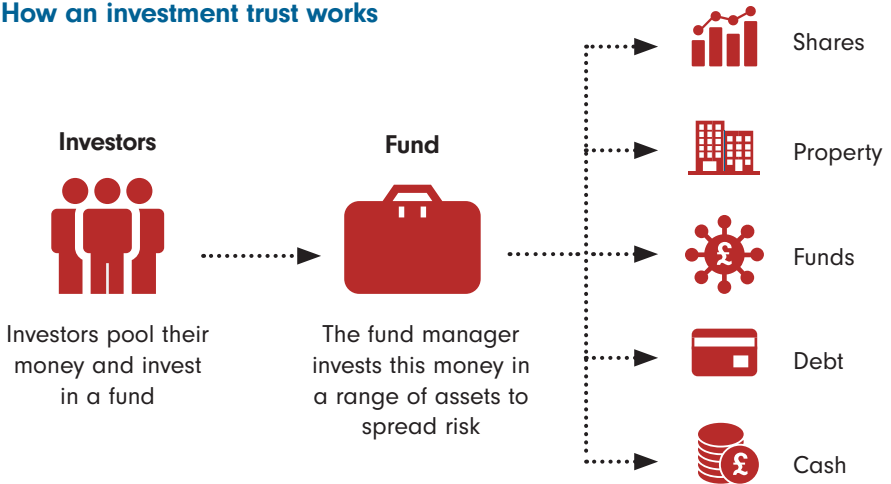 How an investment trust works
Investors
Investors pool their
money and invest
in a fund
Fund
The fund manager
invests this money in
a range of assets to
spread risk
Shares
Property
£
Funds
Debt
£
Cash